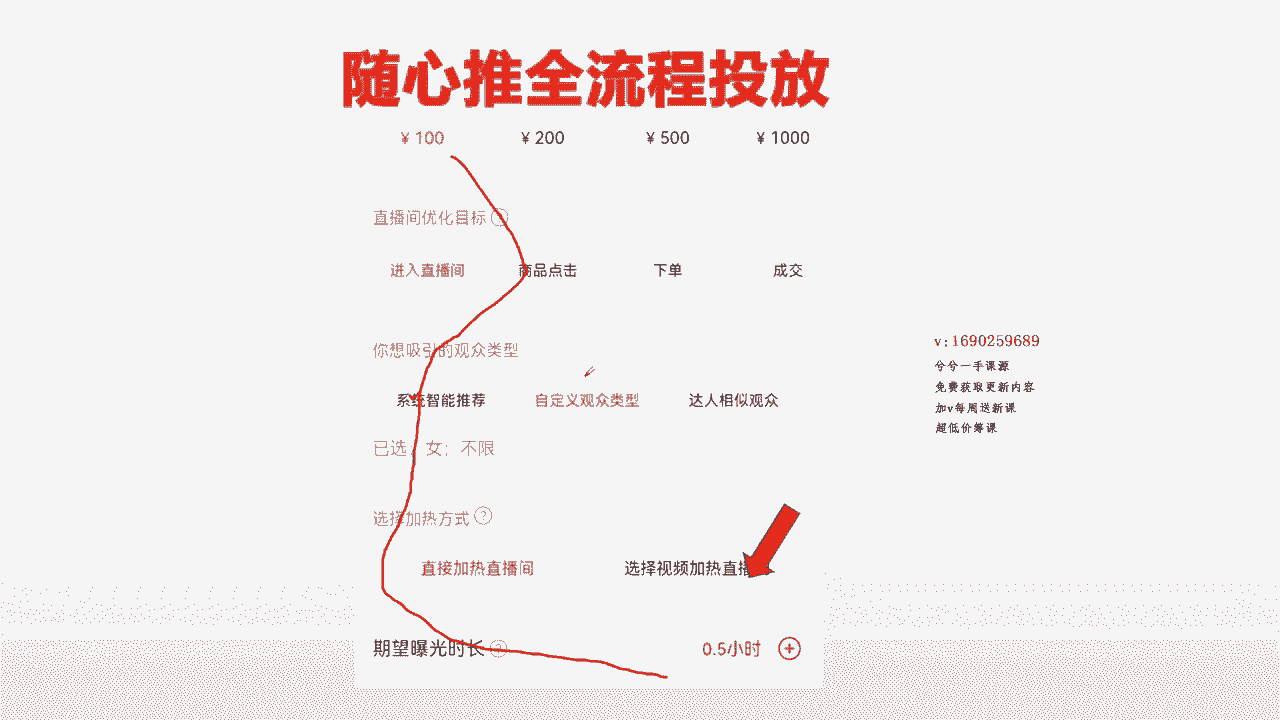 随心推全流程投放
¥ 100 ¥ 200 ¥ 500 ¥ 1000
直播间优化目标
进入直播间 商品点击 下单 成交
你想吸引的观众类型
系统智能推荐 自定义观众类型 达人相似观众
已选：女；不限
选择加热方式 ?
直接加热直播间 选择视频加热直播
期望曝光时长 ?
0.5小时 +
v:1690259689
兮兮一手课源
免费获取更新内容
加v每周送新课
超低价筹课